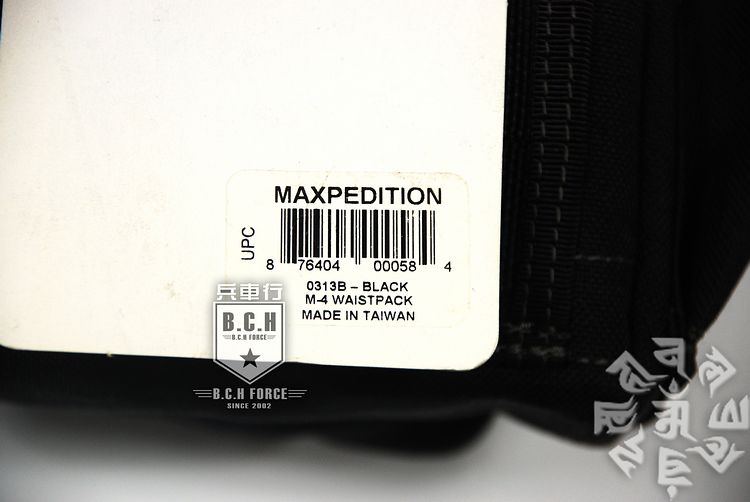 MAXPEDITION
UPC
8 76404 00058 4
0313B – BLACK
M-4 WAISTPACK
MADE IN TAIWAN
兵車行
B.C.H
B.C.H FORCE
B.C.H FORCE
SINCE 2002